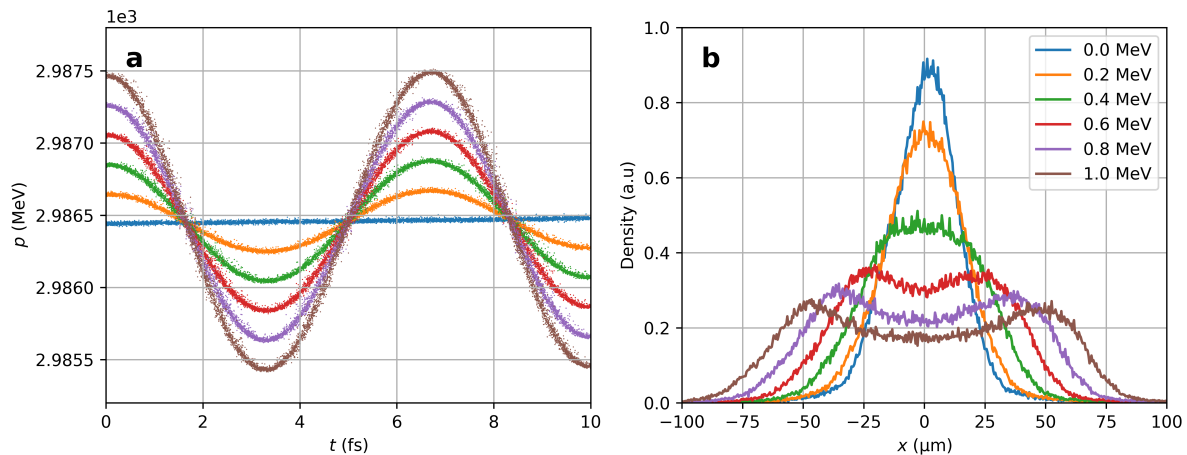 1e3
a
2.9875
2.9870
2.9865
2.9860
2.9855
p (MeV)
0 2 4 6 8 10
t (fs)
b
1.0
0.8
0.6
0.4
0.2
0.0
Density (a.u)
0.0 MeV
0.2 MeV
0.4 MeV
0.6 MeV
0.8 MeV
1.0 MeV
−100 −75 −50 −25 0 25 50 75 100
x (μm)